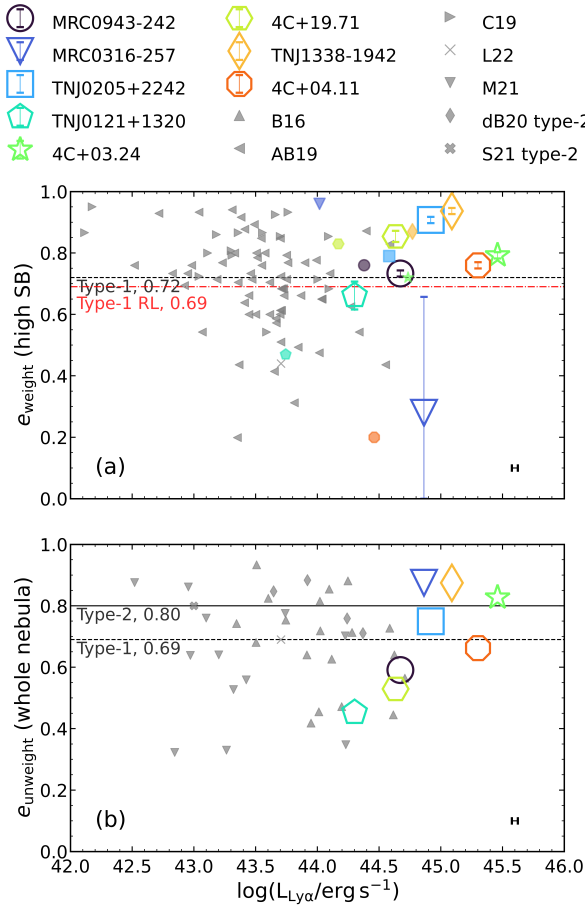 MRC0943-242 4C+19.71 C19
MRC0316-257 TNJ1338-1942 L22
TNJ0205+2242 4C+04.11 M21
TNJ0121+1320 B16 dB20 type-2
4C+03.24 AB19 S21 type-2
1.0
0.8
Type-1, 0.72
Type-1 RL, 0.69
0.6
0.4
0.2
0.0
e_weight (high SB)
(a)
1.0
0.8
Type-2, 0.80
Type-1, 0.69
0.6
0.4
0.2
0.0
e_unweight (whole nebula)
(b)
42.0 42.5 43.0 43.5 44.0 44.5 45.0 45.5 46.0
log(L_Lyα/erg s⁻¹)